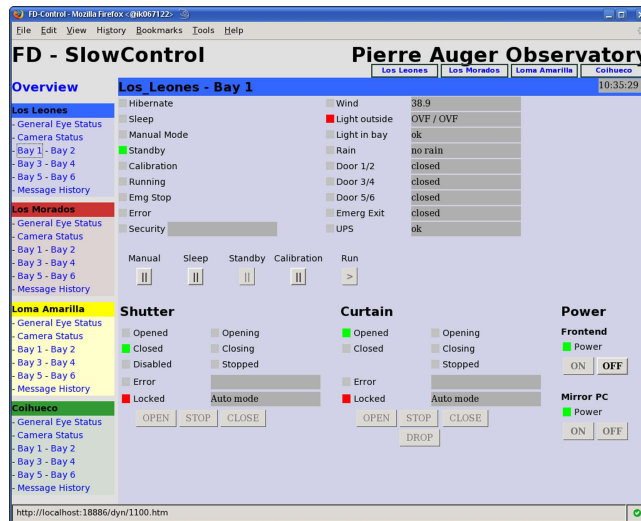 FD-Control - Mozilla Firefox <@ik067122>
File Edit View History Bookmarks Tools Help
FD - SlowControl
Pierre Auger Observatory
Los Leones Los Morados Loma Amarilla Coihueco
Overview
Los_Leones - Bay 1
10:35:29
Los Leones
- General Eye Status
- Camera Status
- Bay 1 - Bay 2
- Bay 3 - Bay 4
- Bay 5 - Bay 6
- Message History
Los Morados
- General Eye Status
- Camera Status
- Bay 1 - Bay 2
- Bay 3 - Bay 4
- Bay 5 - Bay 6
- Message History
Loma Amarilla
- General Eye Status
- Camera Status
- Bay 1 - Bay 2
- Bay 3 - Bay 4
- Bay 5 - Bay 6
- Message History
Coihueco
- General Eye Status
- Camera Status
- Bay 1 - Bay 2
- Bay 3 - Bay 4
- Bay 5 - Bay 6
- Message History
Hibernate Wind 38.9
Sleep Light outside OVF / OVF
Manual Mode Light in bay ok
Standby Rain no rain
Calibration Door 1/2 closed
Running Door 3/4 closed
Emg Stop Door 5/6 closed
Error Emerg Exit closed
Security UPS ok
Manual Sleep Standby Calibration Run
|| || || || >
Shutter
Opened Opening
Closed Closing
Disabled Stopped
Error
Locked Auto mode
OPEN STOP CLOSE
Curtain
Opened Opening
Closed Closing
Stopped
Error
Locked Auto mode
OPEN STOP CLOSE
DROP
Power
Frontend
Power
ON OFF
Mirror PC
Power
ON OFF
http://localhost:18886/dyn/1100.htm